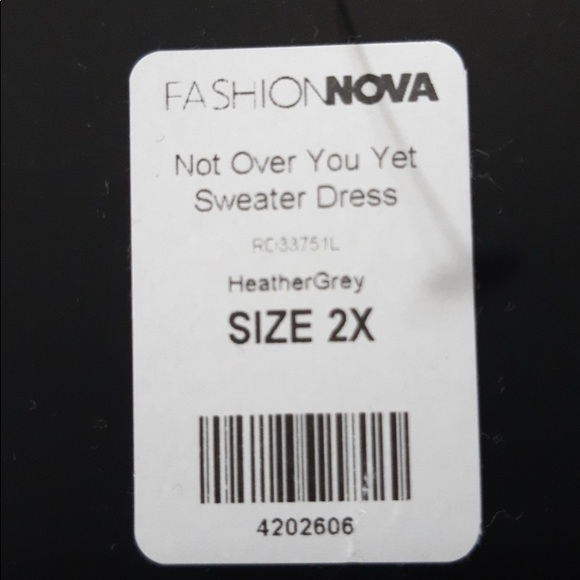 FASHIONNOVA
Not Over You Yet
Sweater Dress
RD33751L
HeatherGrey
SIZE 2X
4202606